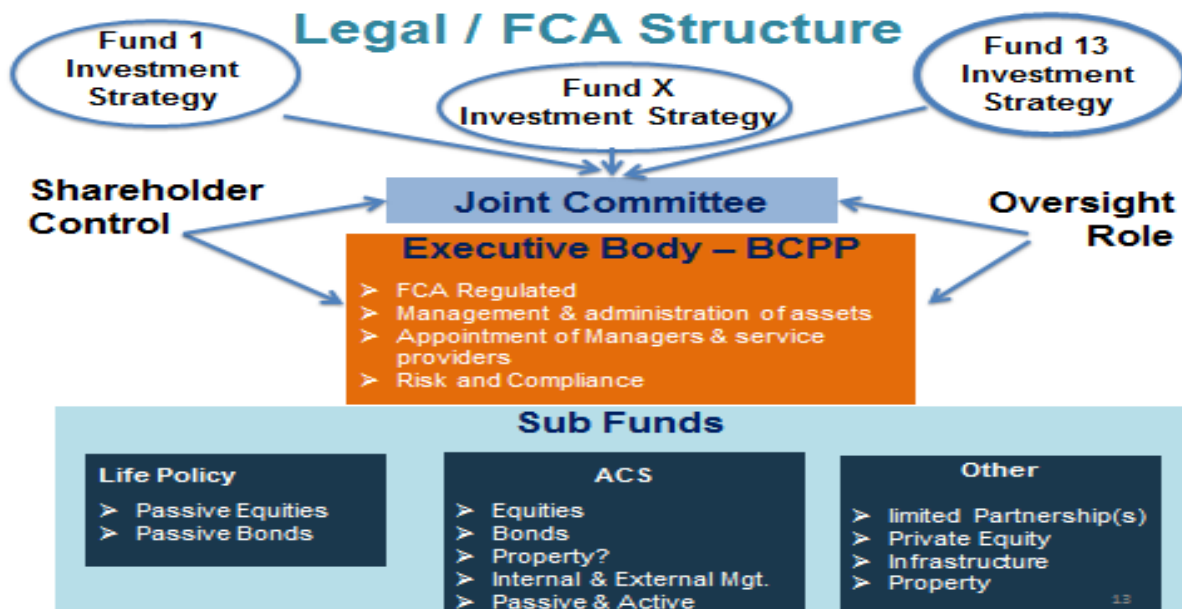 Legal / FCA Structure
Fund 1
Investment
Strategy
Fund X
Investment Strategy
Fund 13
Investment
Strategy
Shareholder
Control
Joint Committee
Oversight
Role
Executive Body – BCPP
➢ FCA Regulated
➢ Management & administration of assets
➢ Appointment of Managers & service
providers
➢ Risk and Compliance
Sub Funds
Life Policy
➢ Passive Equities
➢ Passive Bonds
ACS
➢ Equities
➢ Bonds
➢ Property?
➢ Internal & External Mgt.
➢ Passive & Active
Other
➢ limited Partnership(s)
➢ Private Equity
➢ Infrastructure
➢ Property
13